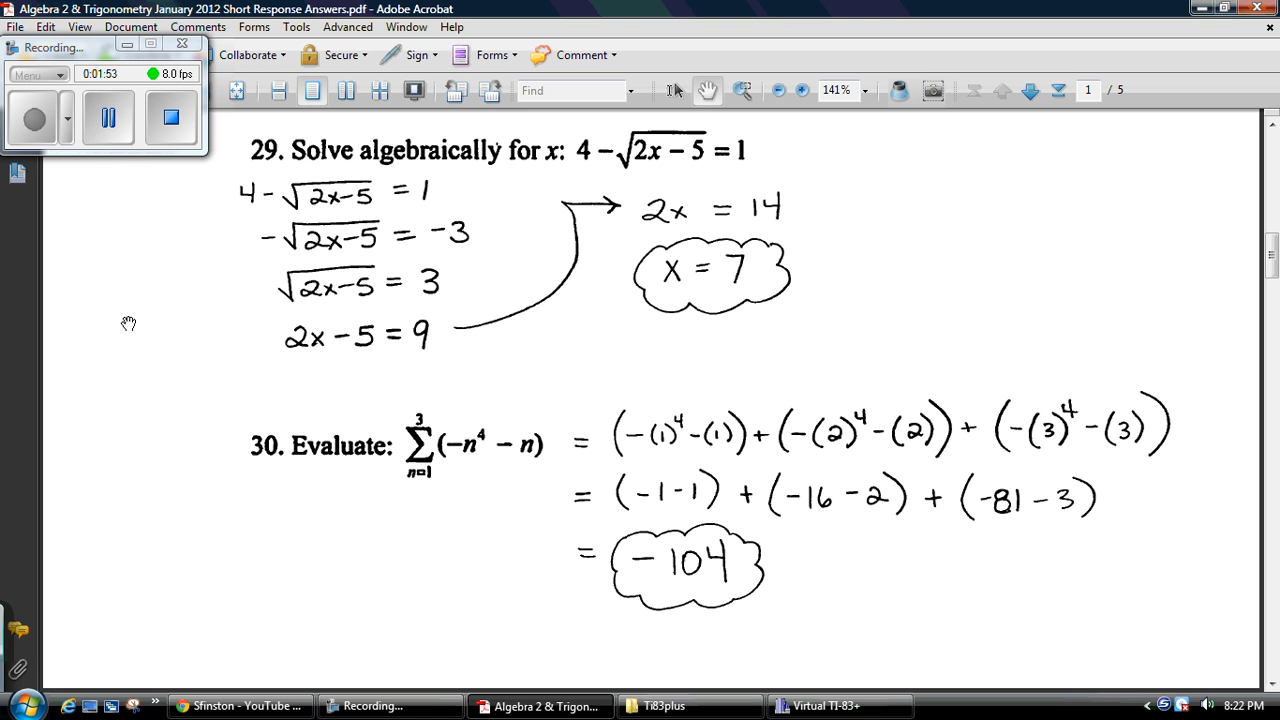 Algebra 2 & Trigonometry January 2012 Short Response Answers.pdf - Adobe Acrobat
File Edit View Document Comments Forms Tools Advanced Window Help
Recording...
Collaborate Secure Sign Forms Comment
Menu 0:01:53 8.0 fps
Find 141% 1 / 5
29. Solve algebraically for x: 4 − √(2x − 5) = 1
4 − √(2x−5) = 1
−√(2x−5) = −3
√(2x−5) = 3
2x − 5 = 9
2x = 14
x = 7
30. Evaluate: 3 ∑ n=1 (−n⁴ − n) = (−(1)⁴ −(1)) + (−(2)⁴ −(2)) + (−(3)⁴ −(3))
= (−1−1) + (−16 −2) + (−81 −3)
= −104
Sfinston - YouTube ... Recording... Algebra 2 & Trigon... Ti83plus Virtual TI-83+ 8:22 PM